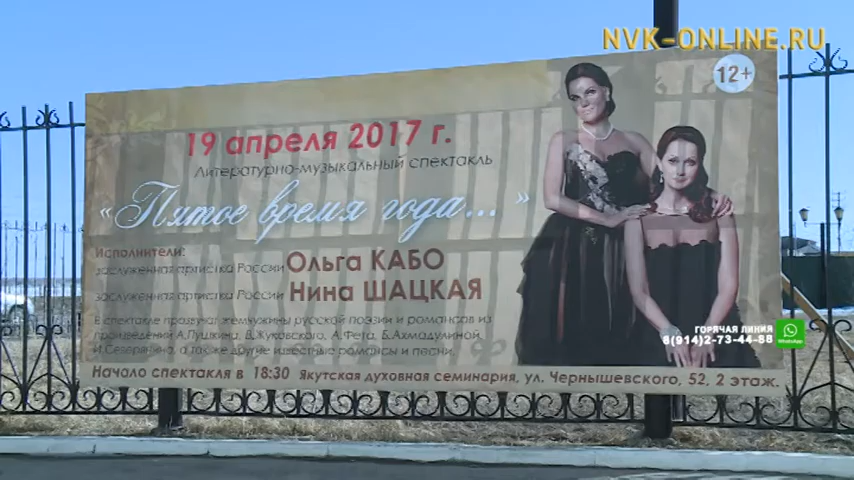 NVK-ONLINE.RU
12+
19 апреля 2017 г.
Литературно-музыкальный спектакль
«Пятое время года... »
Исполнители:
заслуженная артистка России Ольга КАБО
заслуженная артистка России Нина ШАЦКАЯ
В спектакле прозвучат жемчужины русской поэзии и романсов из
произведений А.Пушкина, В.Жуковского, А.Фета, Б.Ахмадулиной,
И.Северянина, а также другие известные романсы и песни.
Начало спектакля в 18:30 Якутская духовная семинария, ул. Чернышевского, 52, 2 этаж.
ГОРЯЧАЯ ЛИНИЯ
8(914)2-73-44-88
WhatsApp